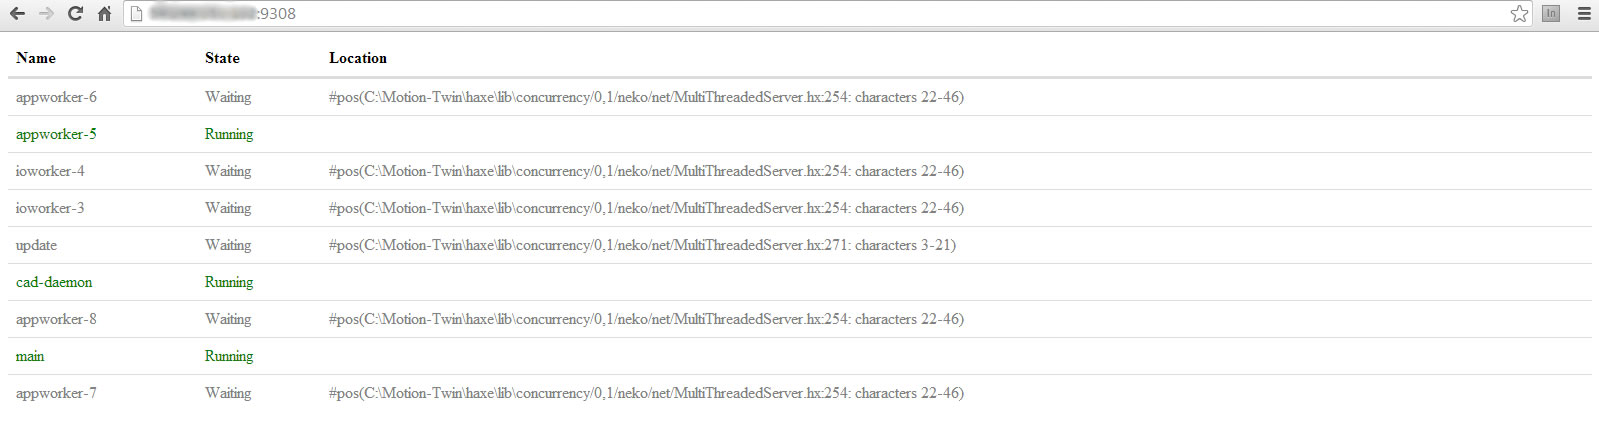 :9308
in
Name State Location
appworker-6 Waiting #pos(C:\Motion-Twin\haxe\lib\concurrency/0,1/neko/net/MultiThreadedServer.hx:254: characters 22-46)
appworker-5 Running
ioworker-4 Waiting #pos(C:\Motion-Twin\haxe\lib\concurrency/0,1/neko/net/MultiThreadedServer.hx:254: characters 22-46)
ioworker-3 Waiting #pos(C:\Motion-Twin\haxe\lib\concurrency/0,1/neko/net/MultiThreadedServer.hx:254: characters 22-46)
update Waiting #pos(C:\Motion-Twin\haxe\lib\concurrency/0,1/neko/net/MultiThreadedServer.hx:271: characters 3-21)
cad-daemon Running
appworker-8 Waiting #pos(C:\Motion-Twin\haxe\lib\concurrency/0,1/neko/net/MultiThreadedServer.hx:254: characters 22-46)
main Running
appworker-7 Waiting #pos(C:\Motion-Twin\haxe\lib\concurrency/0,1/neko/net/MultiThreadedServer.hx:254: characters 22-46)